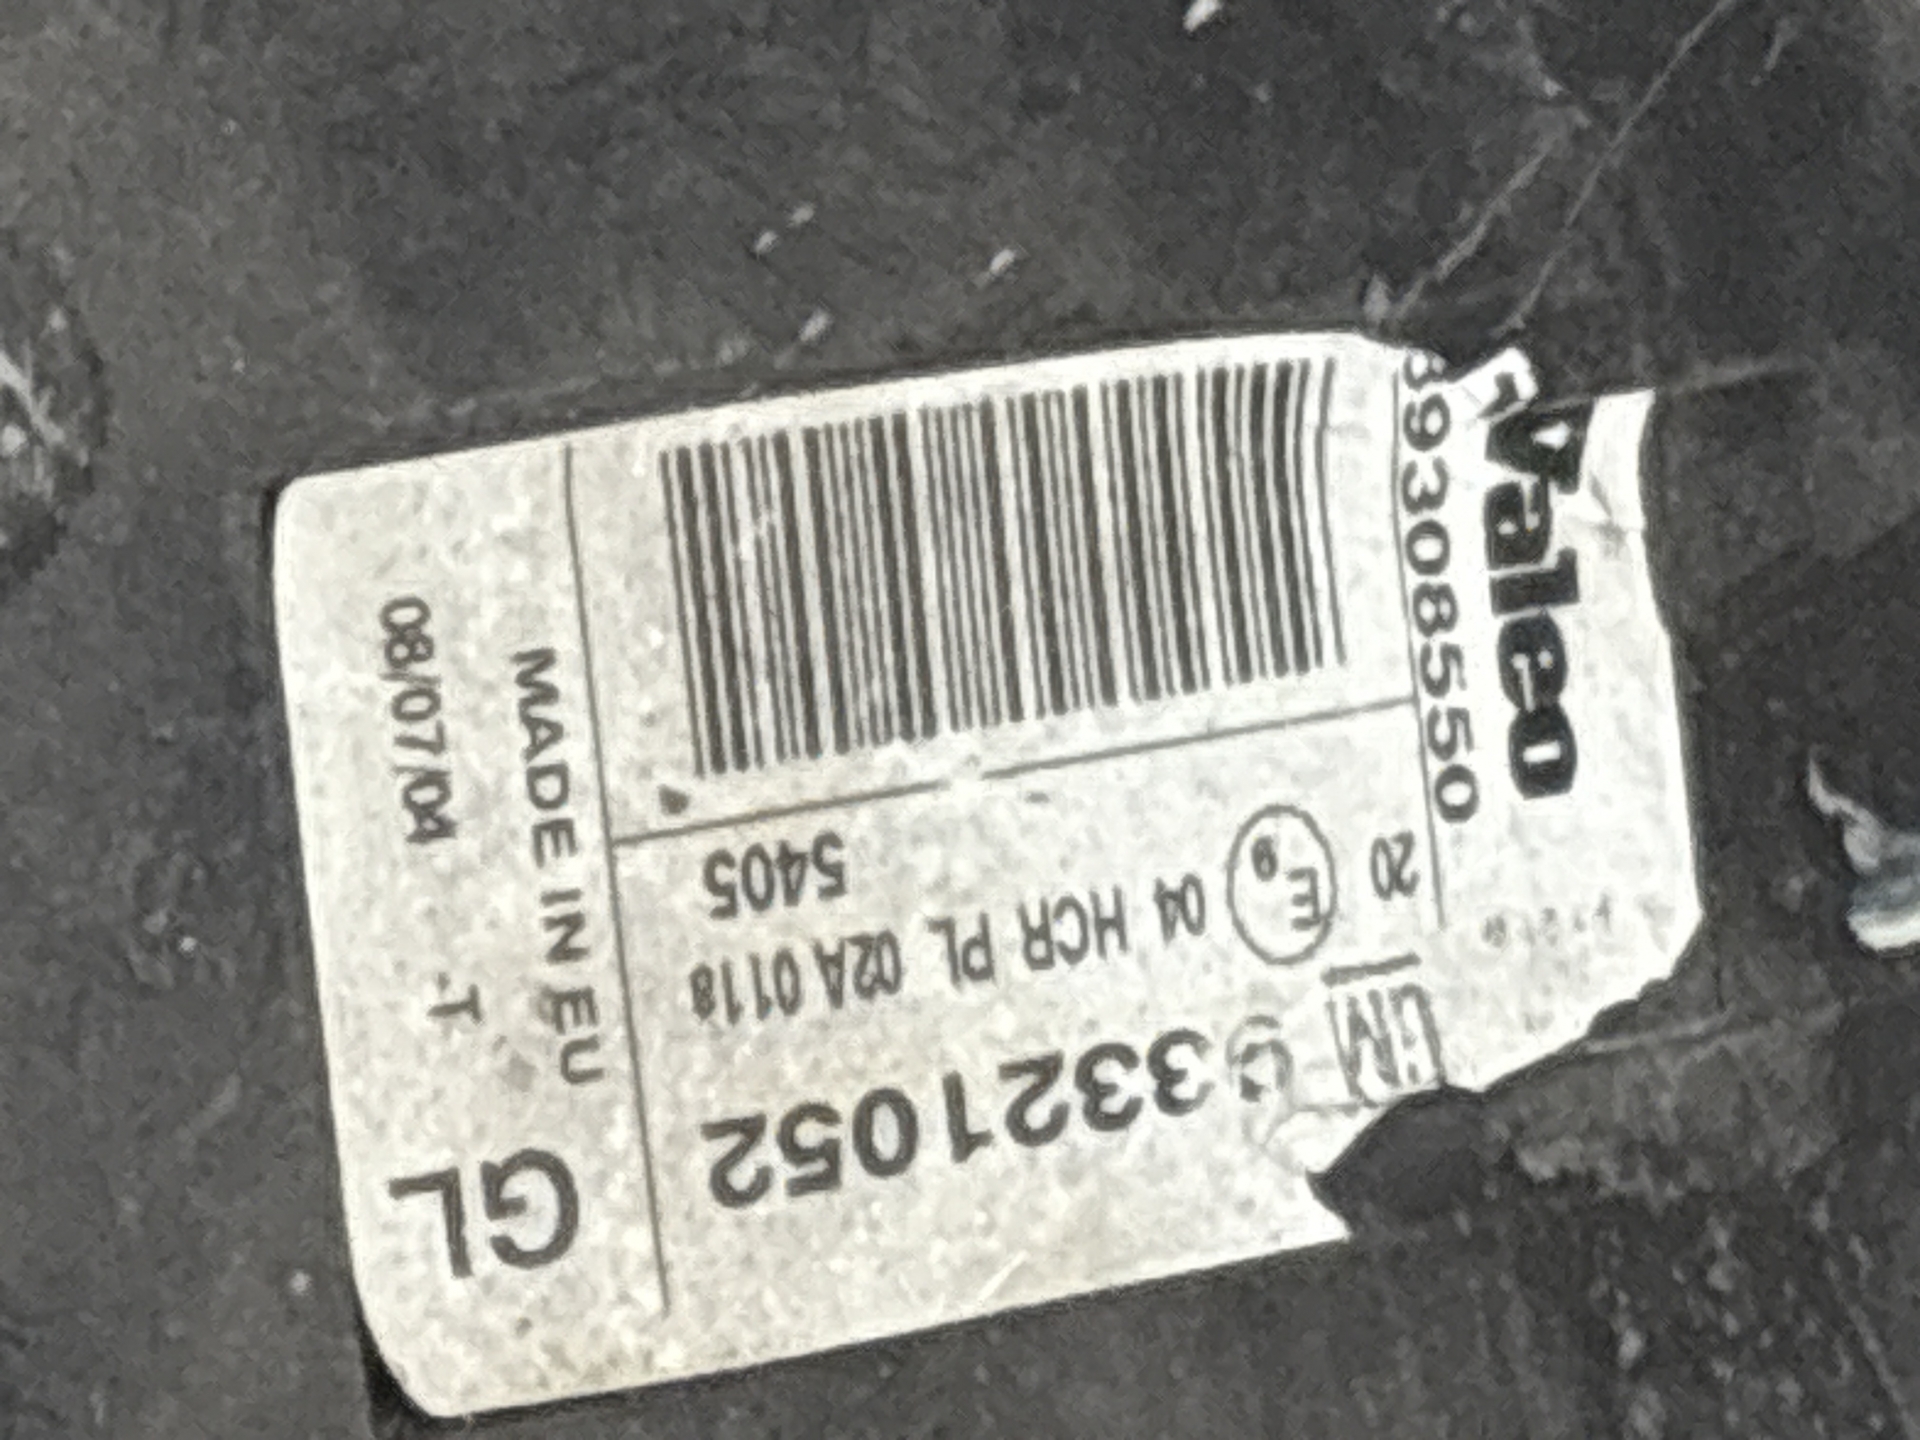 valeo
89308550
20 E9 04 HCR PL 02A 0118
5405
3321052
MADE IN EU
08/07/04 T
GL